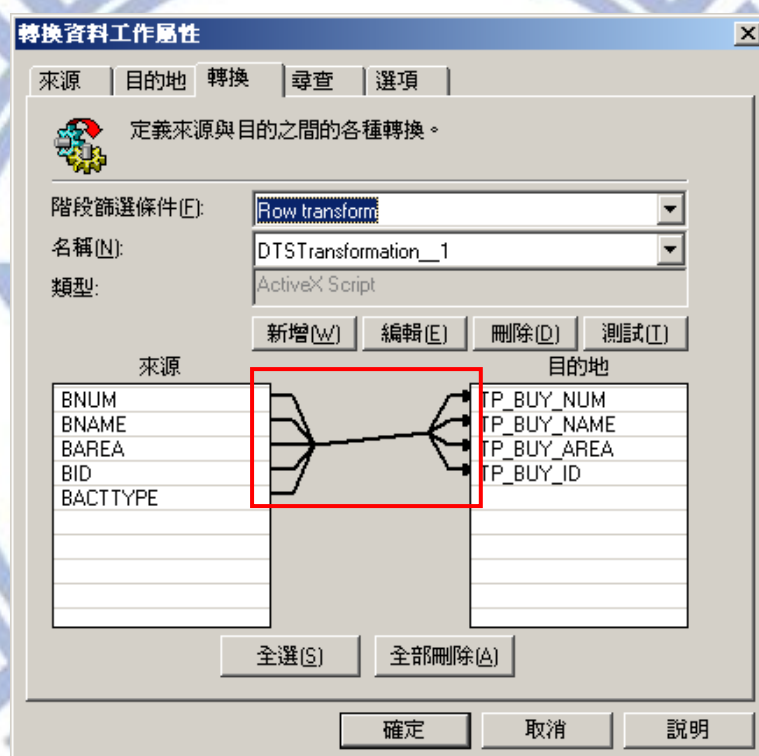 轉換資料工作屬性
來源 目的地 轉換 尋查 選項
定義來源與目的之間的各種轉換。
階段篩選條件(F): Row transform
名稱(N): DTSTransformation__1
類型: ActiveX Script
新增(W) 編輯(E) 刪除(D) 測試(T)
來源 目的地
BNUM TP_BUY_NUM
BNAME TP_BUY_NAME
BAREA TP_BUY_AREA
BID TP_BUY_ID
BACTTYPE
全選(S) 全部刪除(A)
確定 取消 說明